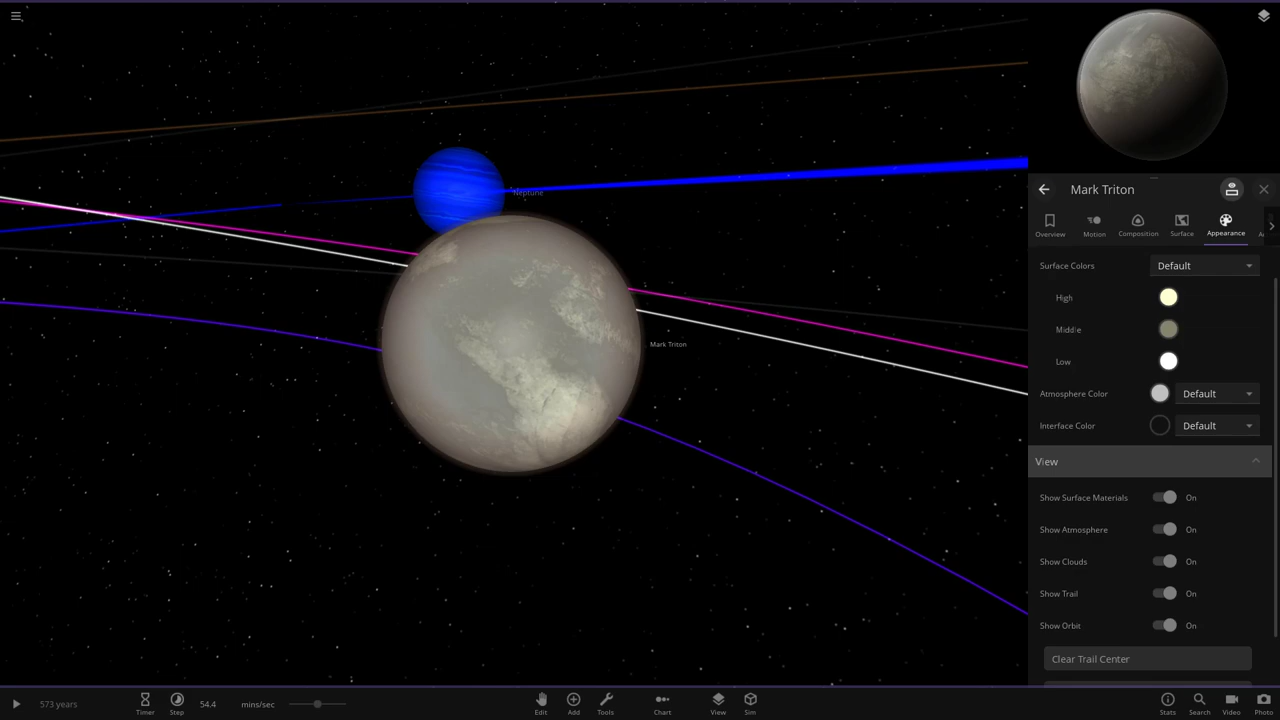 Neptune
Mark Triton
Mark Triton
Overview Motion Composition Surface Appearance
Surface Colors Default
High
Middle
Low
Atmosphere Color Default
Interface Color Default
View
Show Surface Materials On
Show Atmosphere On
Show Clouds On
Show Trail On
Show Orbit On
Clear Trail Center
573 years Timer Step 54.4 mins/sec Edit Add Tools Chart View Sim Stats Search Video Photo